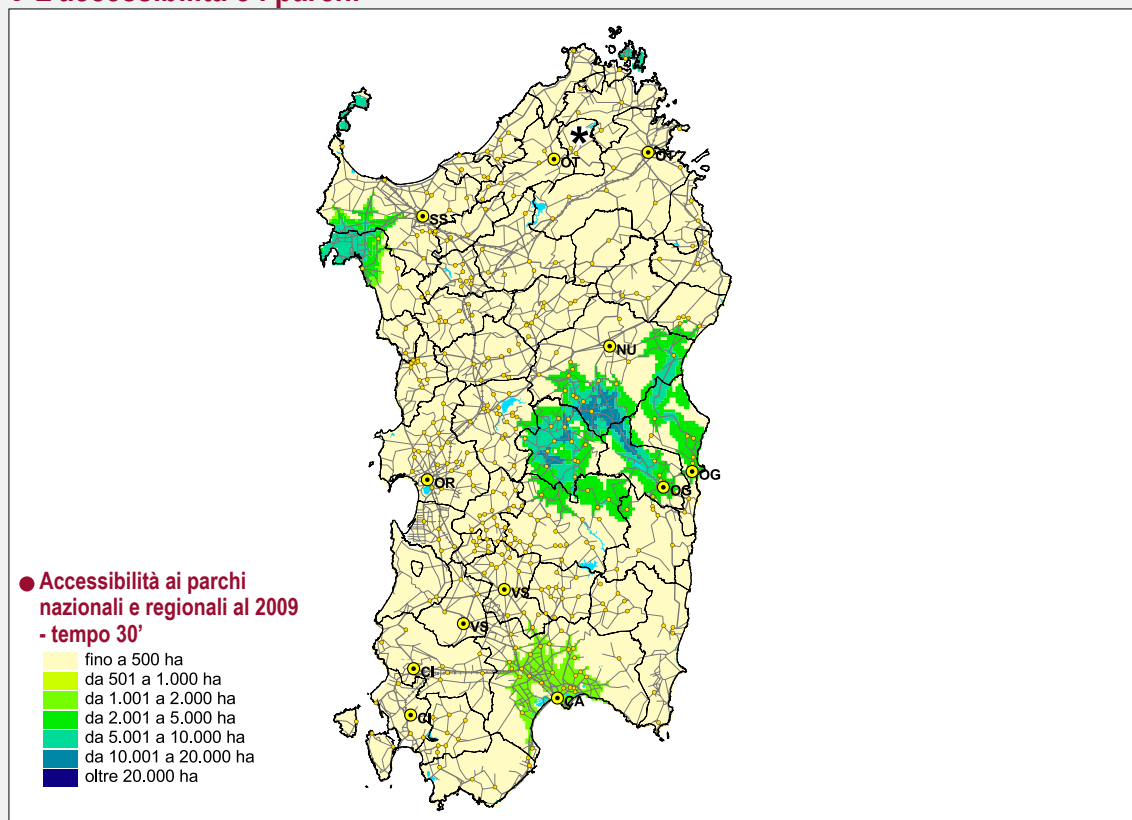 ● Accessibilità ai parchi
nazionali e regionali al 2009
- tempo 30'
fino a 500 ha
da 501 a 1.000 ha
da 1.001 a 2.000 ha
da 2.001 a 5.000 ha
da 5.001 a 10.000 ha
da 10.001 a 20.000 ha
oltre 20.000 ha
*
OT
OT
SS
NU
OR
OG
OG
VS
VS
CI
CI
CA